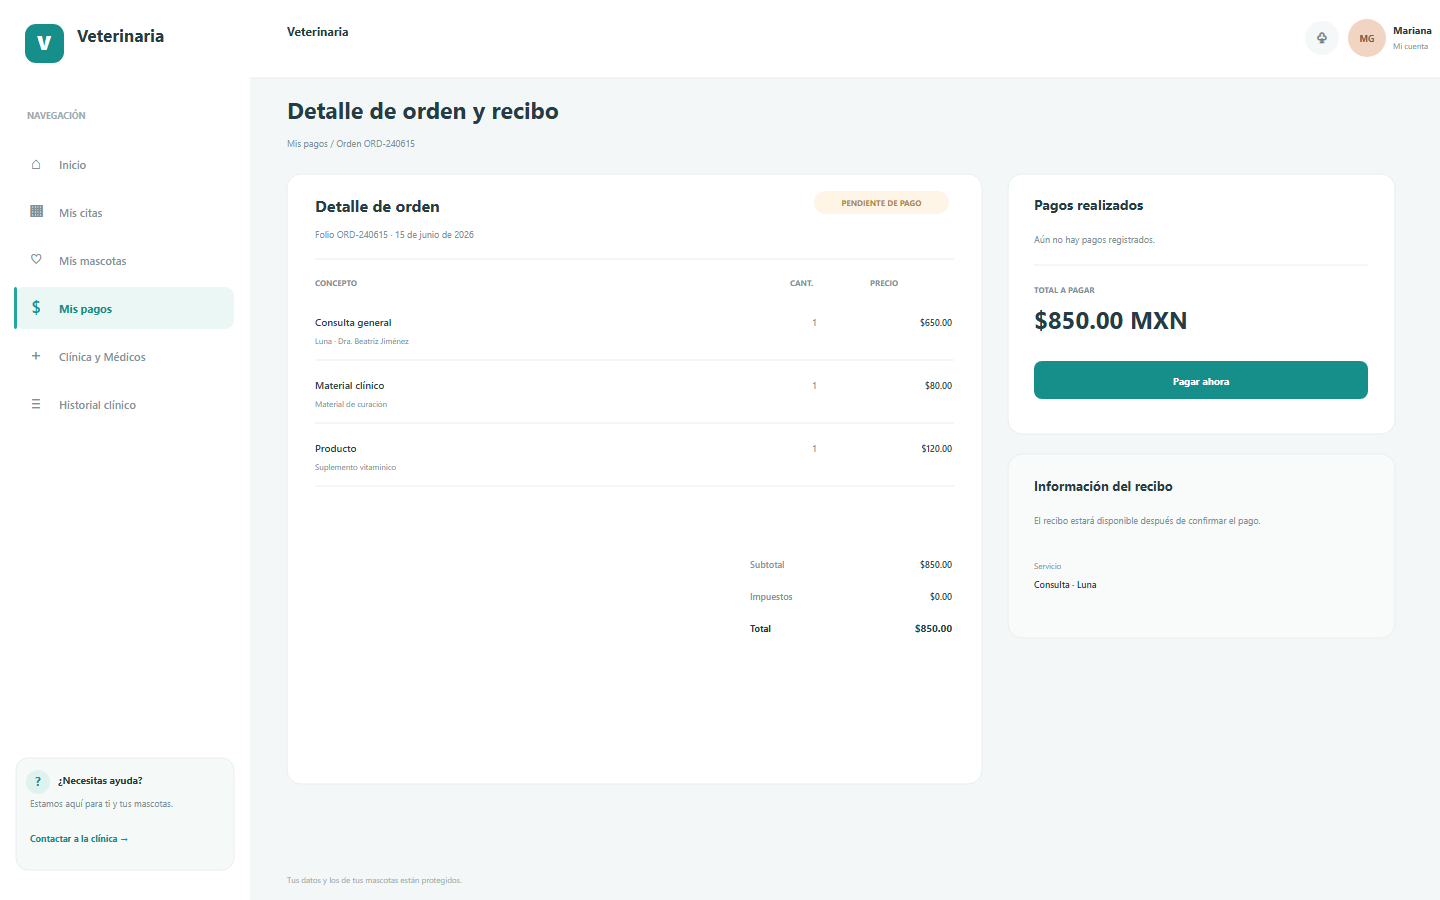 V Veterinaria
NAVEGACIÓN
Inicio
Mis citas
Mis mascotas
$ Mis pagos
+ Clínica y Médicos
Historial clínico
? ¿Necesitas ayuda?
Estamos aquí para ti y tus mascotas.
Contactar a la clínica →
Veterinaria
MG Mariana
Mi cuenta
Detalle de orden y recibo
Mis pagos / Orden ORD-240615
Detalle de orden
PENDIENTE DE PAGO
Folio ORD-240615 · 15 de junio de 2026
CONCEPTO CANT. PRECIO
Consulta general 1 $650.00
Luna · Dra. Beatriz Jiménez
Material clínico 1 $80.00
Material de curación
Producto 1 $120.00
Suplemento vitamínico
Subtotal $850.00
Impuestos $0.00
Total $850.00
Pagos realizados
Aún no hay pagos registrados.
TOTAL A PAGAR
$850.00 MXN
Pagar ahora
Información del recibo
El recibo estará disponible después de confirmar el pago.
Servicio
Consulta · Luna
Tus datos y los de tus mascotas están protegidos.